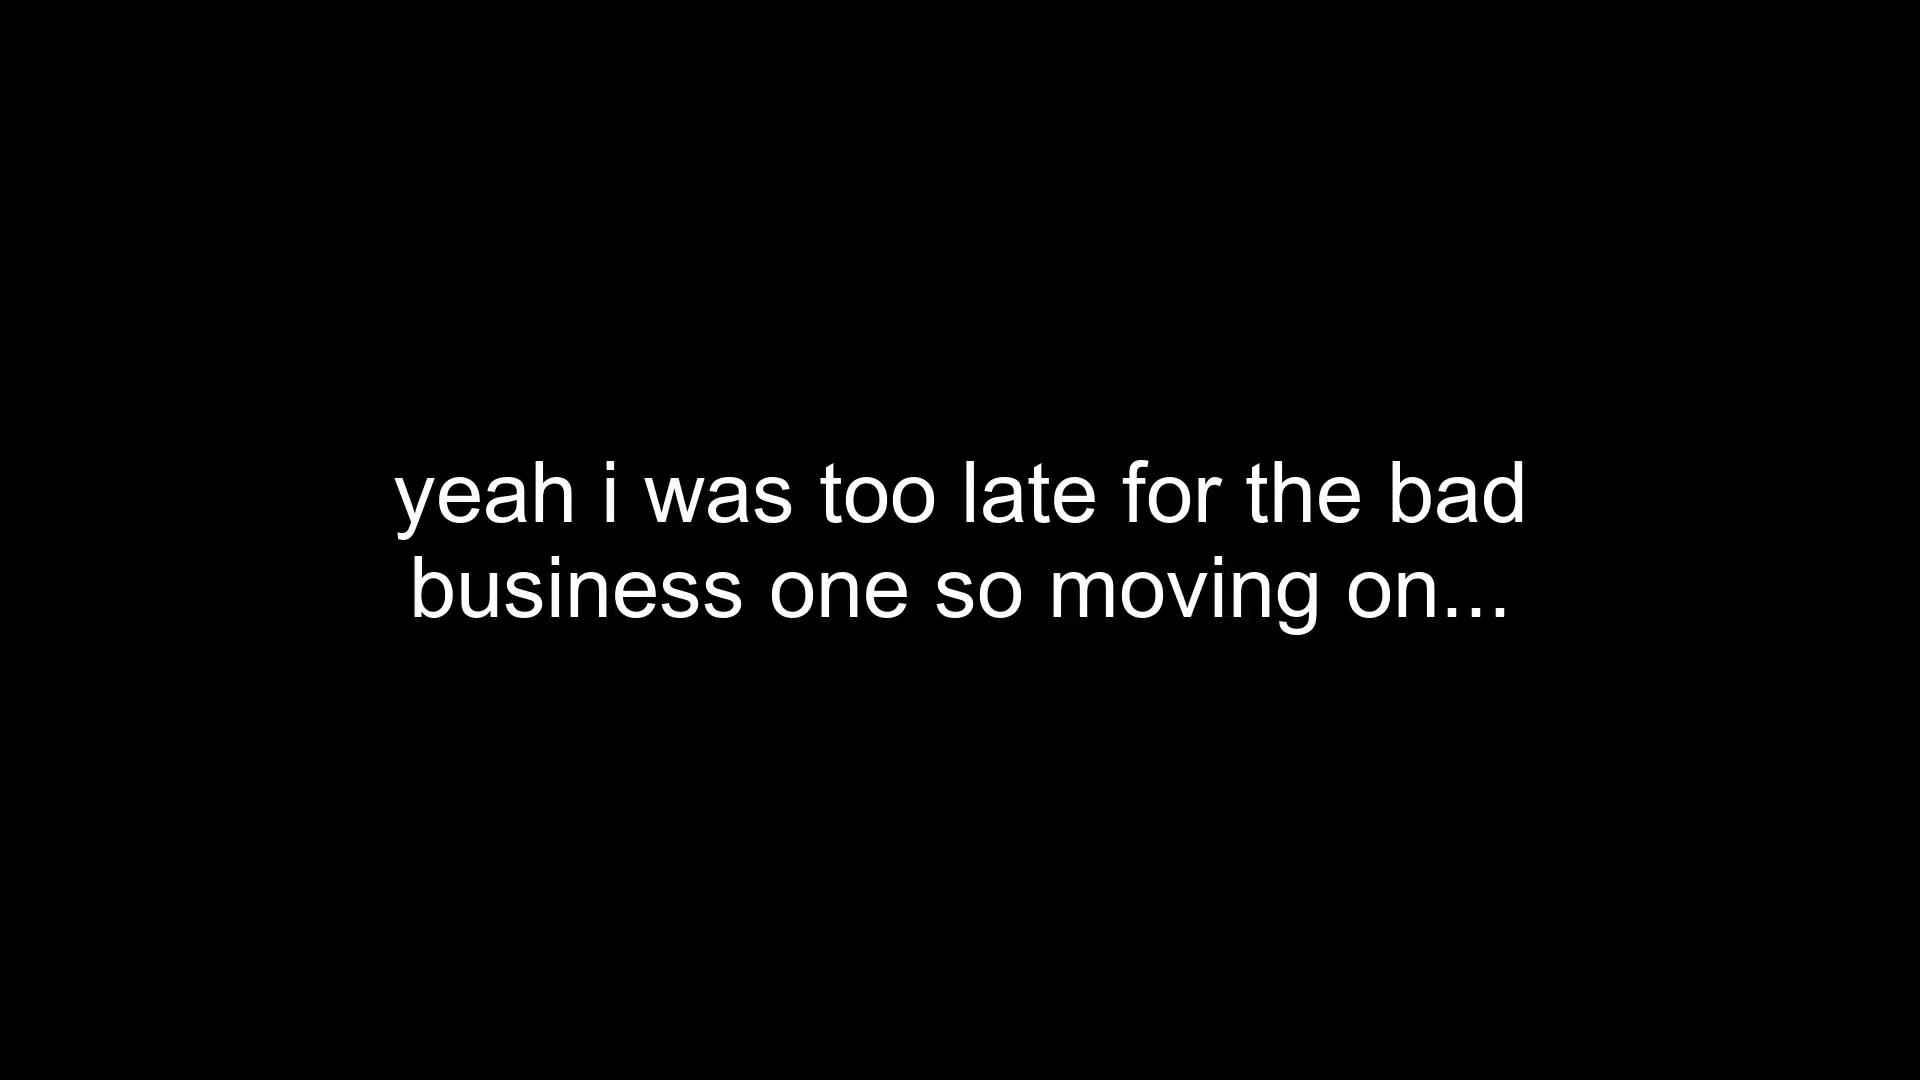 yeah i was too late for the bad
business one so moving on...